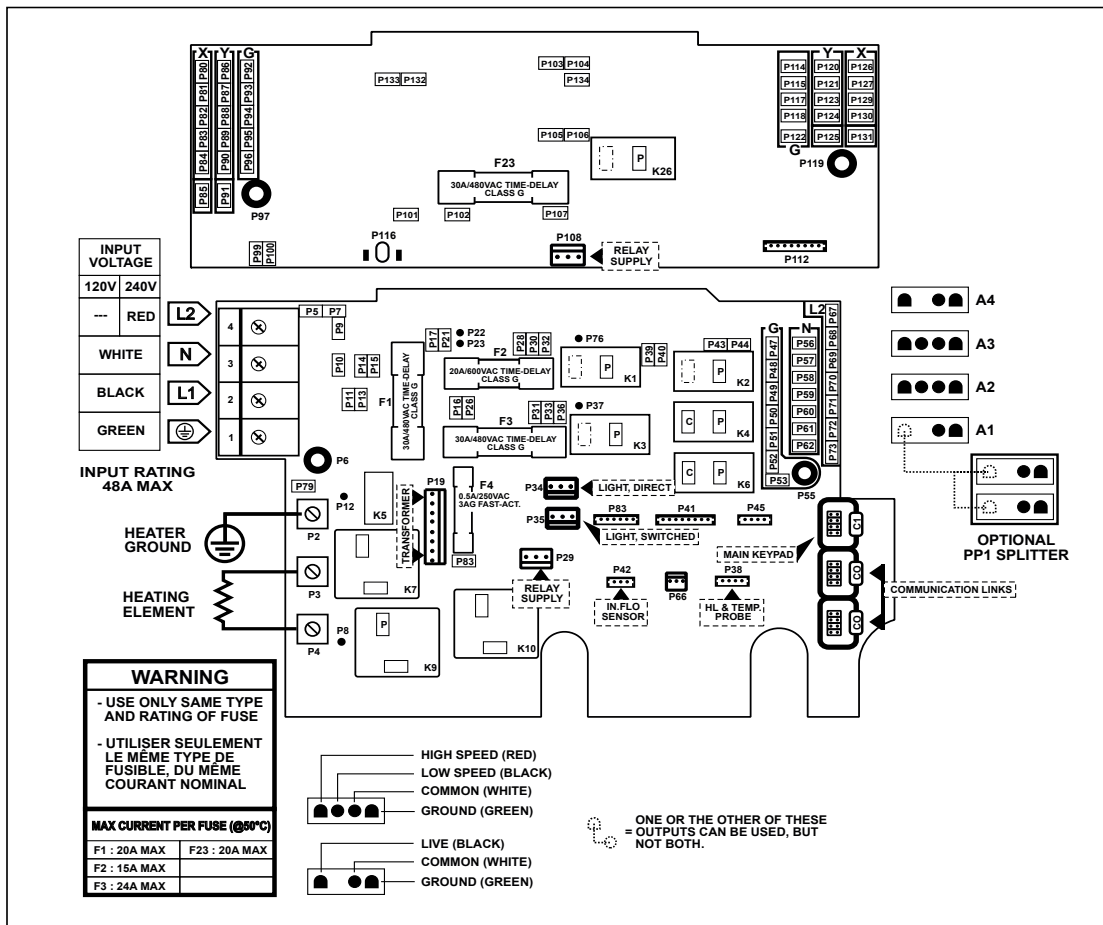 X Y G
P80 P86 P92
P81 P87 P93
P82 P88 P94
P83 P89 P95
P84 P90 P96
P85 P91
P97
P99
P100
P133 P132
P103 P104
P134
P105 P106
F23
30A/480VAC TIME-DELAY
CLASS G
P
K26
P101
P102
P107
P116
P108
RELAY
SUPPLY
P112
Y X
P114 P120 P126
P115 P121 P127
P117 P123 P129
P118 P124 P130
P122 P125 P131
G
P119
INPUT
VOLTAGE
120V 240V
--- RED
WHITE
BLACK
GREEN
L2
N
L1
INPUT RATING
48A MAX
4
3
2
1
P5 P7
P9
P10
P14
P15
P11
P13
F1
30A/480VAC TIME-DELAY
CLASS G
P17
P21
P22
P23
F2
20A/600VAC TIME-DELAY
CLASS G
P28
P30
P32
P16
P26
F3
30A/480VAC TIME-DELAY
CLASS G
P31
P33
P36
P76
P
K1
P39
P40
P37
P
K3
P43 P44
P
K2
C P
K4
C P
K6
G
P47
P48
P49
P50
P51
P52
P53
N
P56
P57
P58
P59
P60
P61
P62
L2
P67
P68
P69
P70
P71
P72
P73
P55
P6
P79
P12
P2
K5
P3
K7
P4
P8
P
K9
K10
TRANSFORMER
P19
F4
0.5A/250VAC
3AG FAST-ACT.
P83
P34
LIGHT, DIRECT
P35
LIGHT, SWITCHED
P83
P41
P45
P29
RELAY
SUPPLY
P42
IN.FLO
SENSOR
P66
P38
HL & TEMP.
PROBE
MAIN KEYPAD
C1
CO
CO
COMMUNICATION LINKS
A4
A3
A2
A1
OPTIONAL
PP1 SPLITTER
HEATER
GROUND
HEATING
ELEMENT
WARNING
- USE ONLY SAME TYPE
AND RATING OF FUSE
- UTILISER SEULEMENT
LE MÊME TYPE DE
FUSIBLE, DU MÊME
COURANT NOMINAL
MAX CURRENT PER FUSE (@50°C)
F1 : 20A MAX F23 : 20A MAX
F2 : 15A MAX
F3 : 24A MAX
HIGH SPEED (RED)
LOW SPEED (BLACK)
COMMON (WHITE)
GROUND (GREEN)
LIVE (BLACK)
COMMON (WHITE)
GROUND (GREEN)
ONE OR THE OTHER OF THESE
= OUTPUTS CAN BE USED, BUT
NOT BOTH.